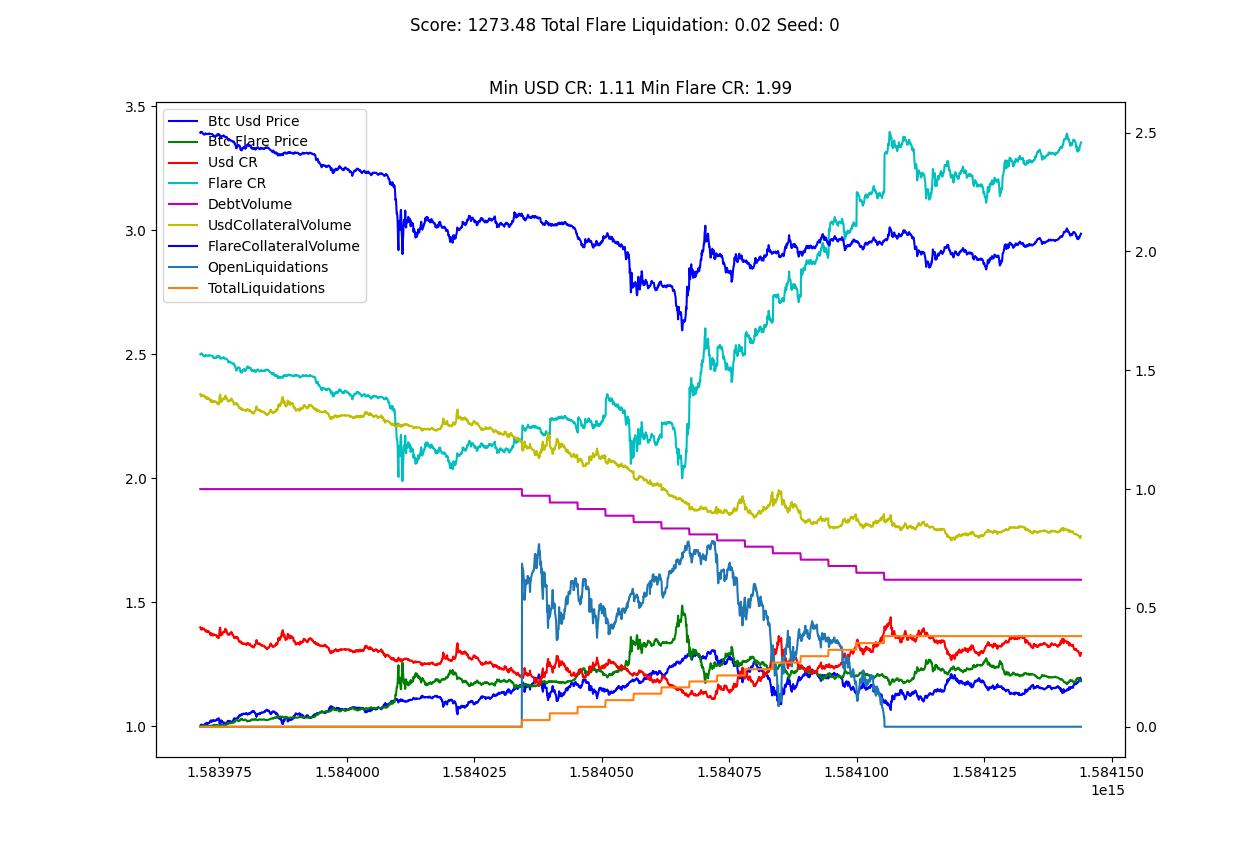 Score: 1273.48 Total Flare Liquidation: 0.02 Seed: 0
Min USD CR: 1.11 Min Flare CR: 1.99
Btc Usd Price
Btc Flare Price
Usd CR
Flare CR
DebtVolume
UsdCollateralVolume
FlareCollateralVolume
OpenLiquidations
TotalLiquidations
3.5
3.0
2.5
2.0
1.5
1.0
2.5
2.0
1.5
1.0
0.5
0.0
1.583975 1.584000 1.584025 1.584050 1.584075 1.584100 1.584125 1.584150
1e15